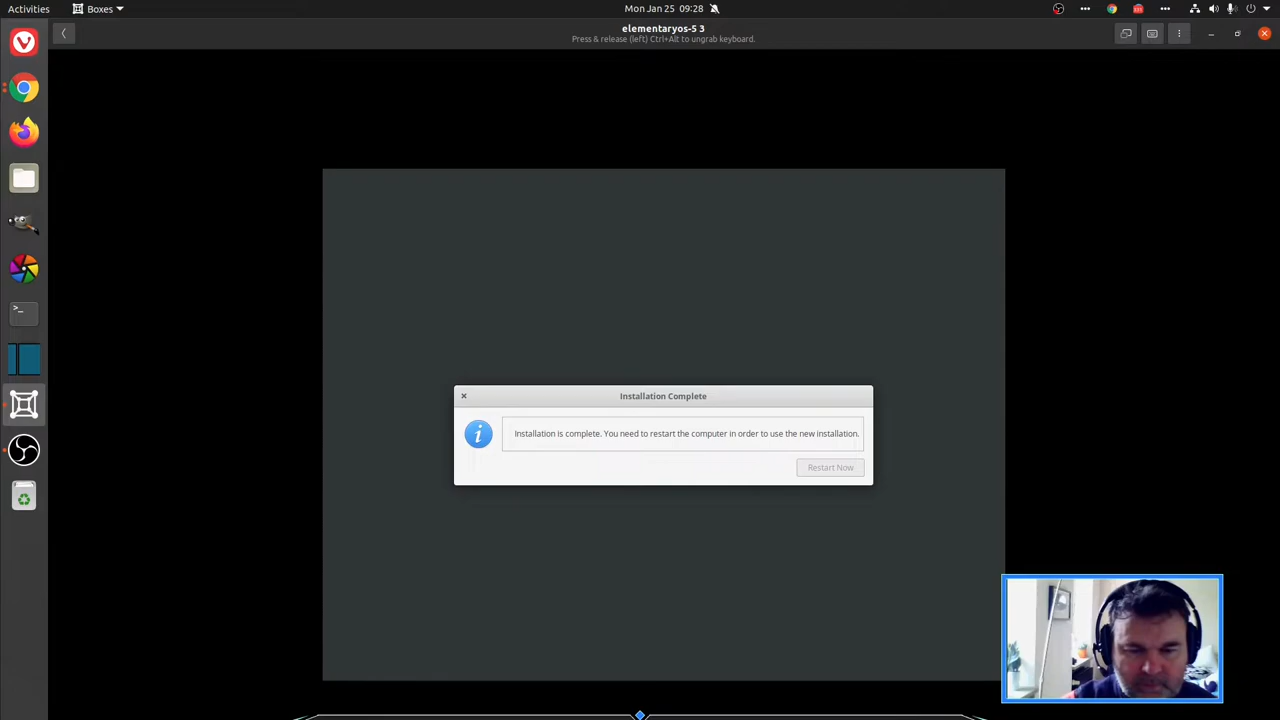 Activities
Boxes
Mon Jan 25 09:28
elementaryos-5 3
Press & release (left) Ctrl+Alt to ungrab keyboard.
Installation Complete
Installation is complete. You need to restart the computer in order to use the new installation.
Restart Now